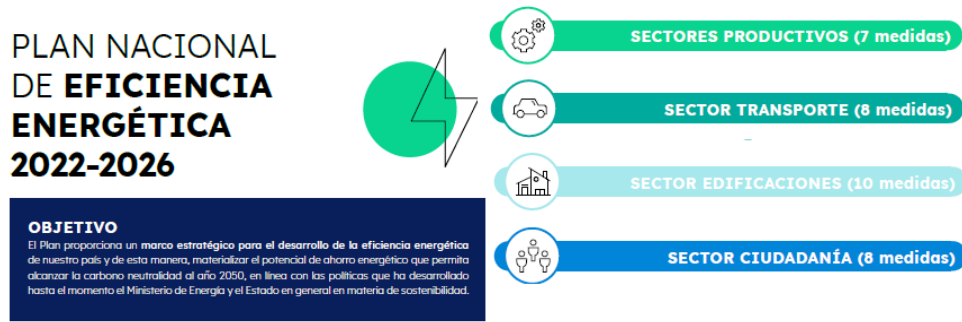 PLAN NACIONAL
DE EFICIENCIA
ENERGÉTICA
2022-2026
OBJETIVO
El Plan proporciona un marco estratégico para el desarrollo de la eficiencia energética
de nuestro país y de esta manera, materializar el potencial de ahorro energético que permita
alcanzar la carbono neutralidad al año 2050, en línea con las políticas que ha desarrollado
hasta el momento el Ministerio de Energía y el Estado en general en materia de sostenibilidad.
SECTORES PRODUCTIVOS (7 medidas)
SECTOR TRANSPORTE (8 medidas)
SECTOR EDIFICACIONES (10 medidas)
SECTOR CIUDADANÍA (8 medidas)